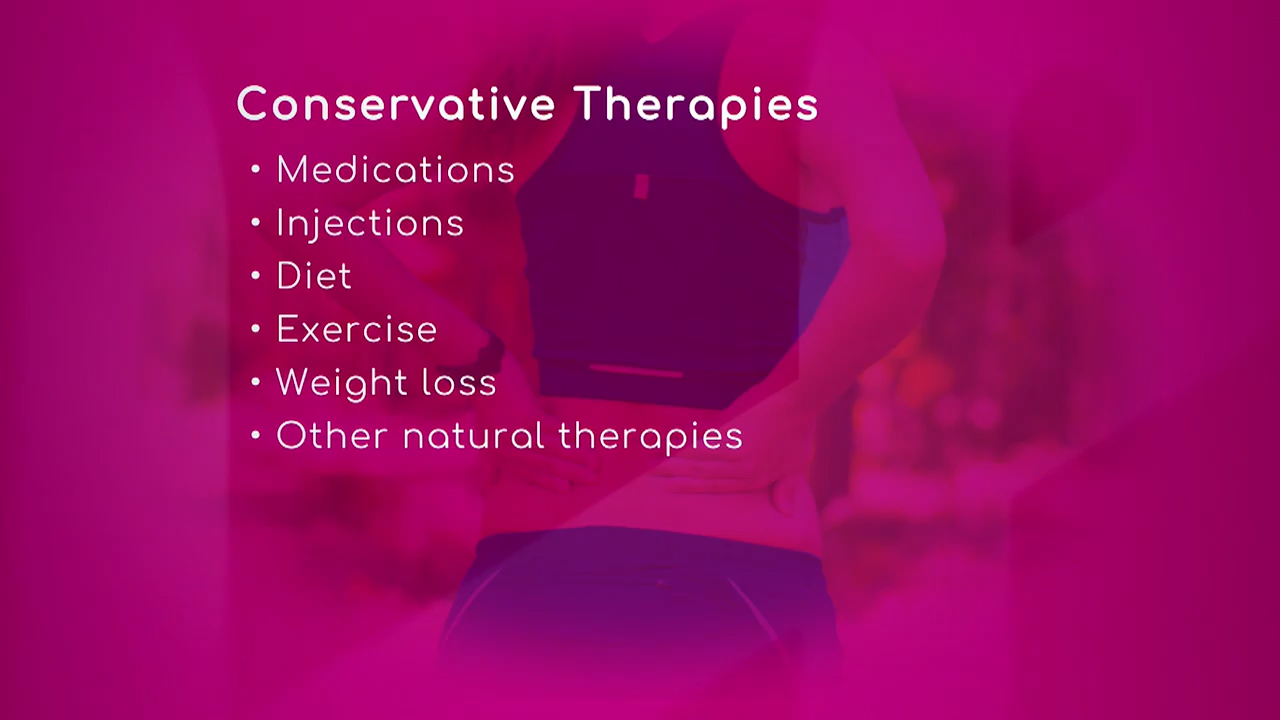 Conservative Therapies
• Medications
• Injections
• Diet
• Exercise
• Weight loss
• Other natural therapies